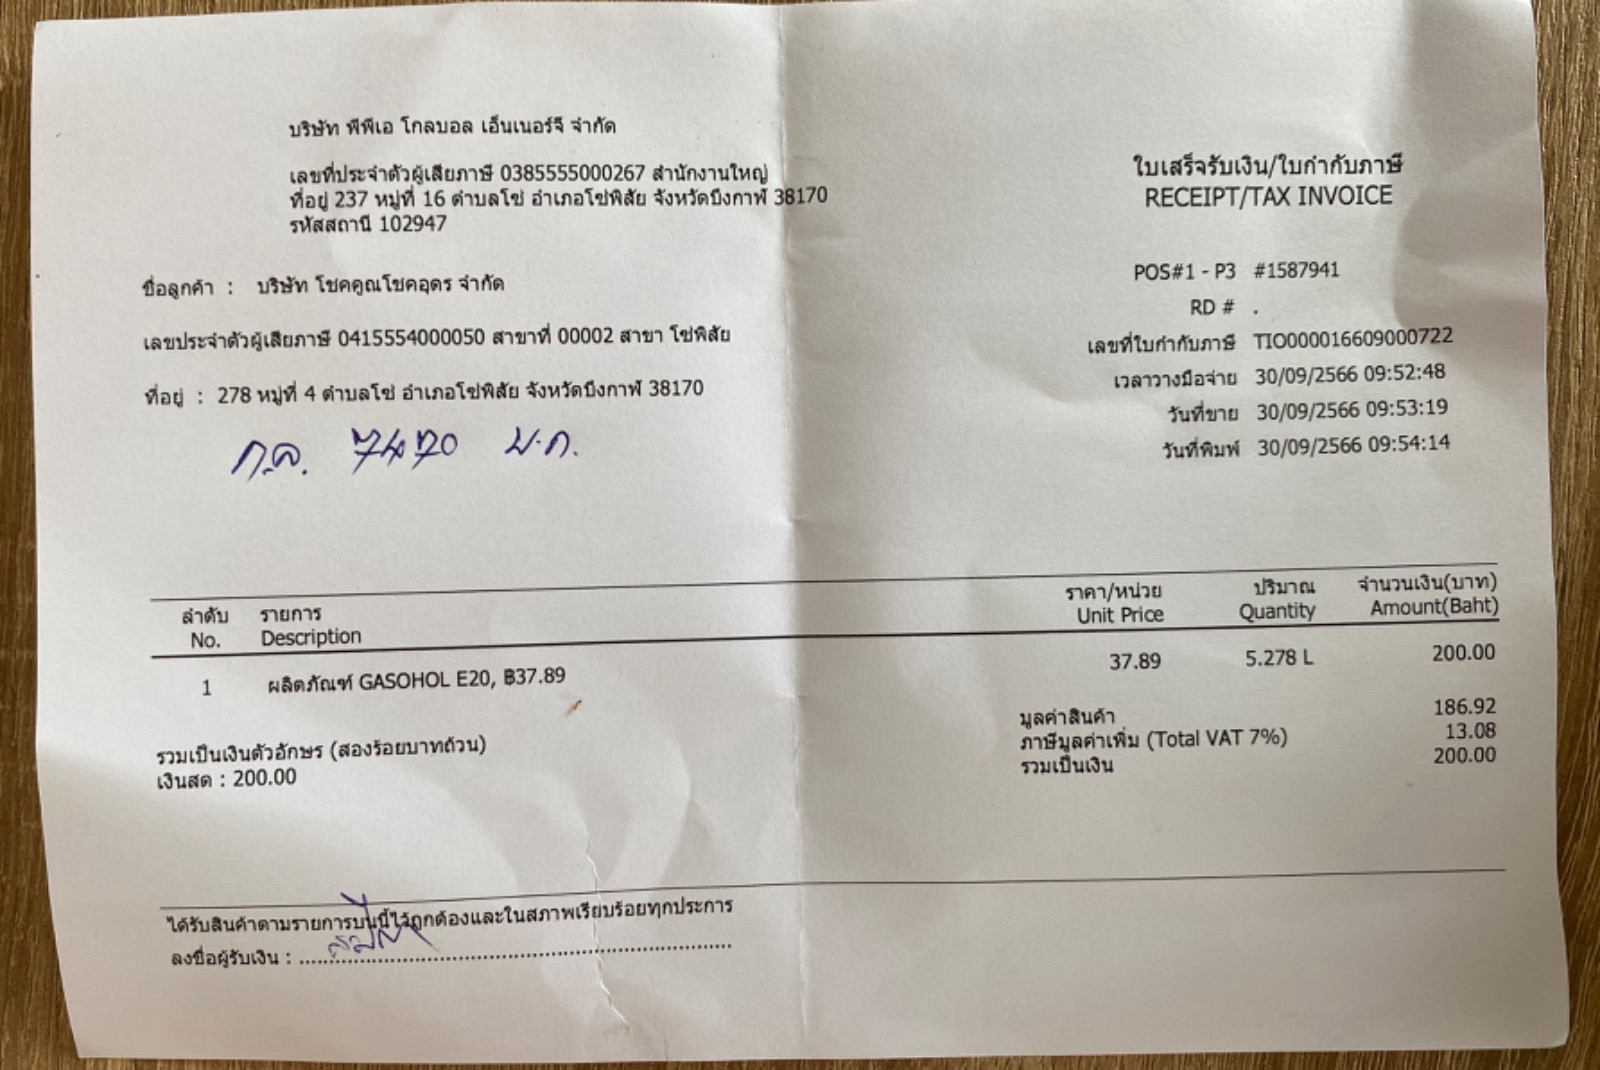 บริษัท พีพีเอ โกลบอล เอ็นเนอร์จี จำกัด
เลขที่ประจำตัวผู้เสียภาษี 0385555000267 สำนักงานใหญ่
ที่อยู่ 237 หมู่ที่ 16 ตำบลโซ่ อำเภอโซ่พิสัย จังหวัดบึงกาฬ 38170
รหัสสถานี 102947
ใบเสร็จรับเงิน/ใบกำกับภาษี
RECEIPT/TAX INVOICE
POS#1 - P3 #1587941
RD # .
เลขที่ใบกำกับภาษี TIO000016609000722
เวลาวางมือจ่าย 30/09/2566 09:52:48
วันที่ขาย 30/09/2566 09:53:19
วันที่พิมพ์ 30/09/2566 09:54:14
ชื่อลูกค้า : บริษัท โชคคูณโชคอุดร จำกัด
เลขประจำตัวผู้เสียภาษี 0415554000050 สาขาที่ 00002 สาขา โซ่พิสัย
ที่อยู่ : 278 หมู่ที่ 4 ตำบลโซ่ อำเภอโซ่พิสัย จังหวัดบึงกาฬ 38170
ก.ล. 7470 บ.ก.
ลำดับ รายการ ราคา/หน่วย ปริมาณ จำนวนเงิน(บาท)
No. Description Unit Price Quantity Amount(Baht)
1 ผลิตภัณฑ์ GASOHOL E20, ฿37.89 37.89 5.278 L 200.00
มูลค่าสินค้า 186.92
ภาษีมูลค่าเพิ่ม (Total VAT 7%) 13.08
รวมเป็นเงิน 200.00
รวมเป็นเงินตัวอักษร (สองร้อยบาทถ้วน)
เงินสด : 200.00
ได้รับสินค้าตามรายการบนนี้ไว้ถูกต้องและในสภาพเรียบร้อยทุกประการ
ลงชื่อผู้รับเงิน :